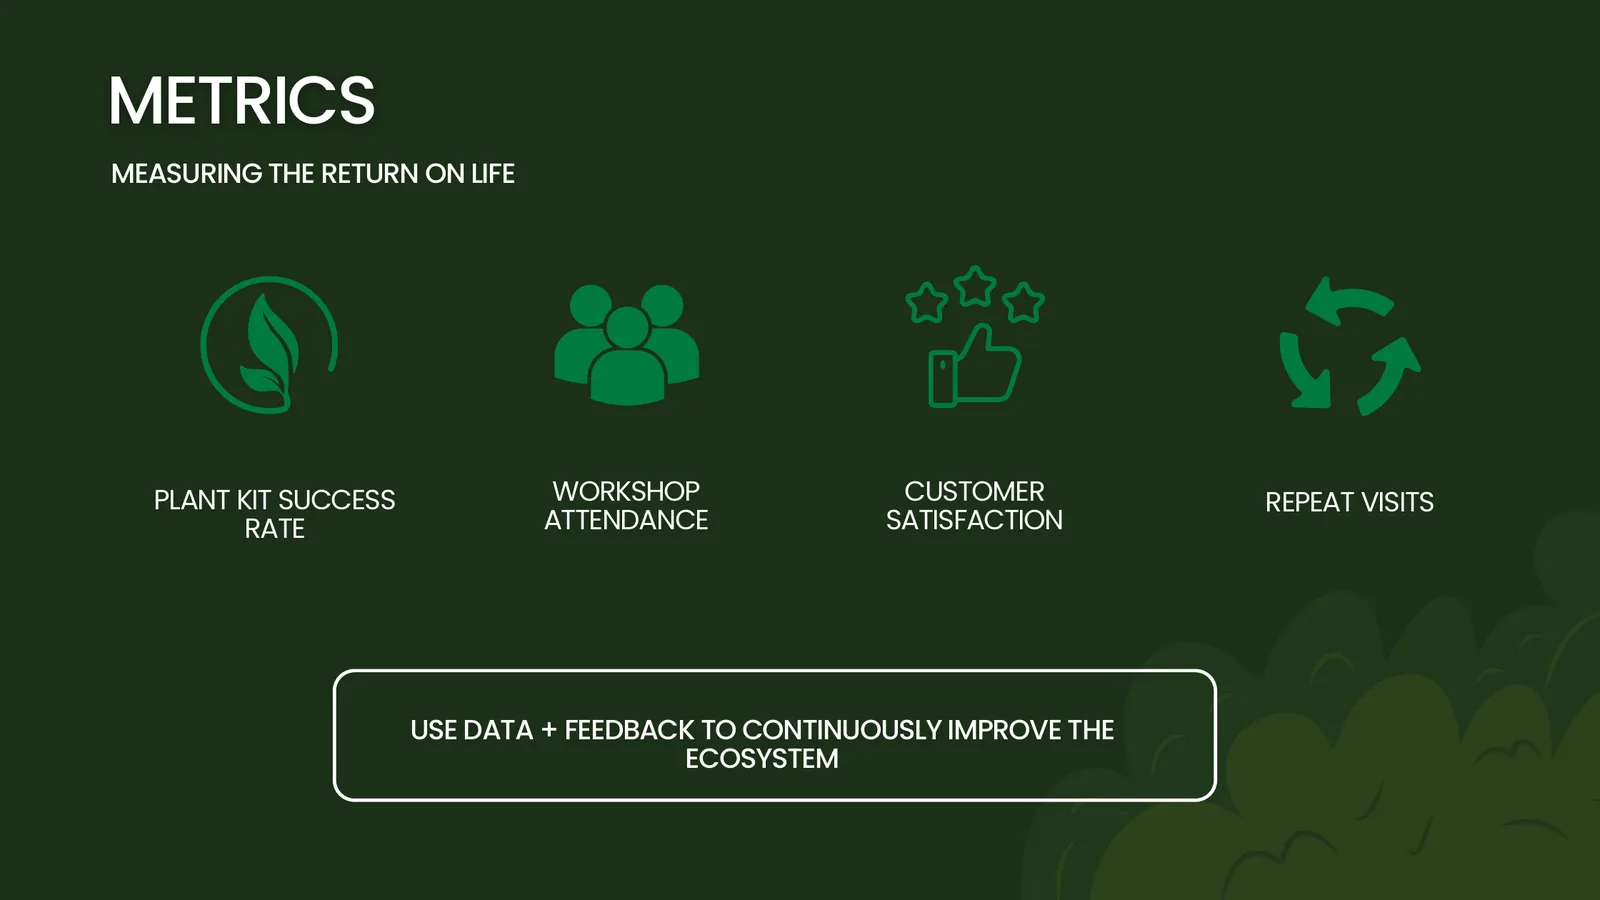 METRICS
MEASURING THE RETURN ON LIFE
PLANT KIT SUCCESS
RATE
WORKSHOP
ATTENDANCE
CUSTOMER
SATISFACTION
REPEAT VISITS
USE DATA + FEEDBACK TO CONTINUOUSLY IMPROVE THE
ECOSYSTEM